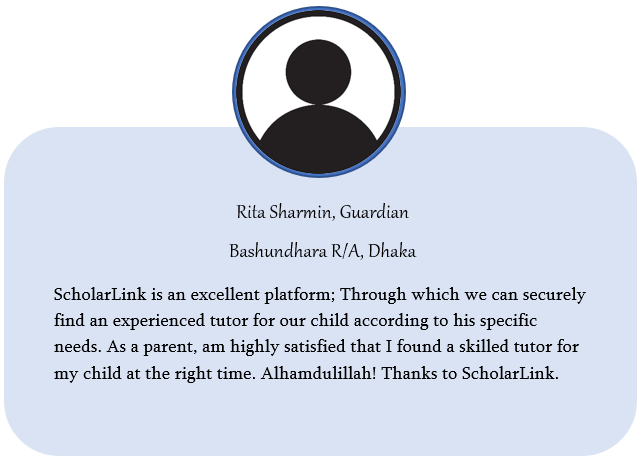 Rita Sharmin, Guardian
Bashundhara R/A, Dhaka
ScholarLink is an excellent platform; Through which we can securely
find an experienced tutor for our child according to his specific
needs. As a parent, am highly satisfied that I found a skilled tutor for
my child at the right time. Alhamdulillah! Thanks to ScholarLink.